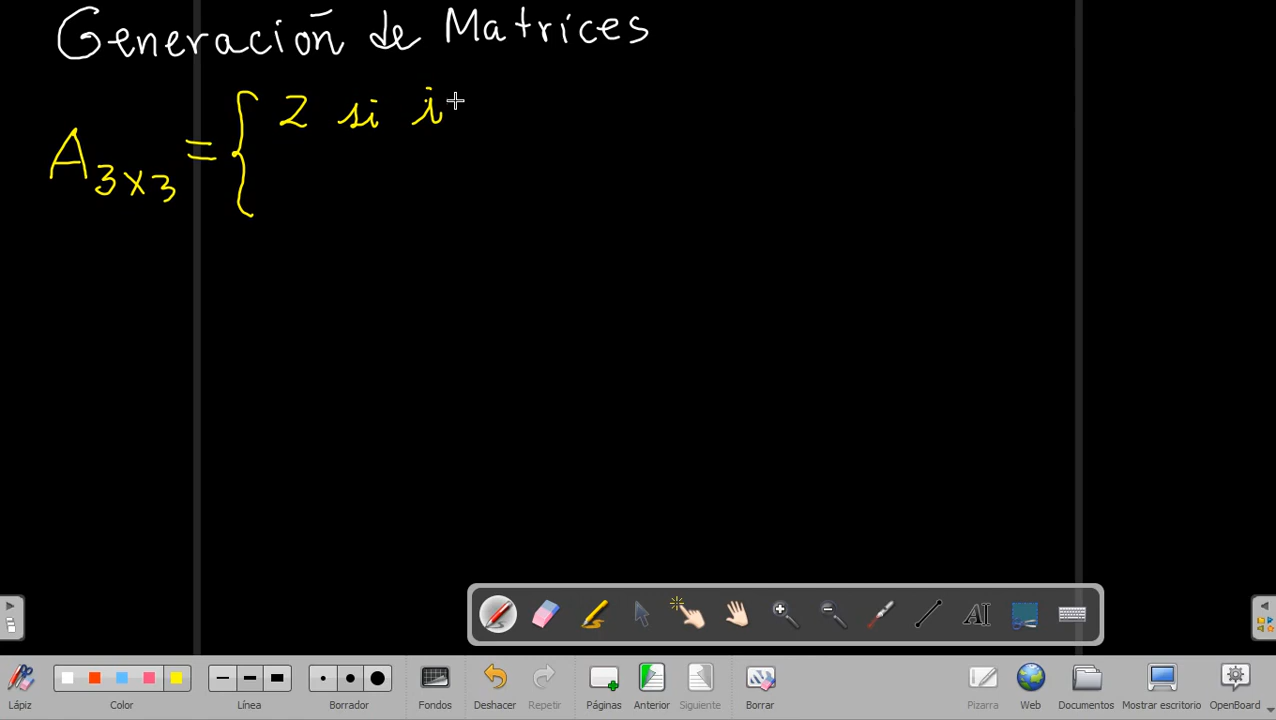 Generación de Matrices
A3x3 = { 2 si i
Lápiz
Color
Línea
Borrador
Fondos
Deshacer
Repetir
Páginas
Anterior
Siguiente
Borrar
Pizarra
Web
Documentos
Mostrar escritorio
OpenBoard